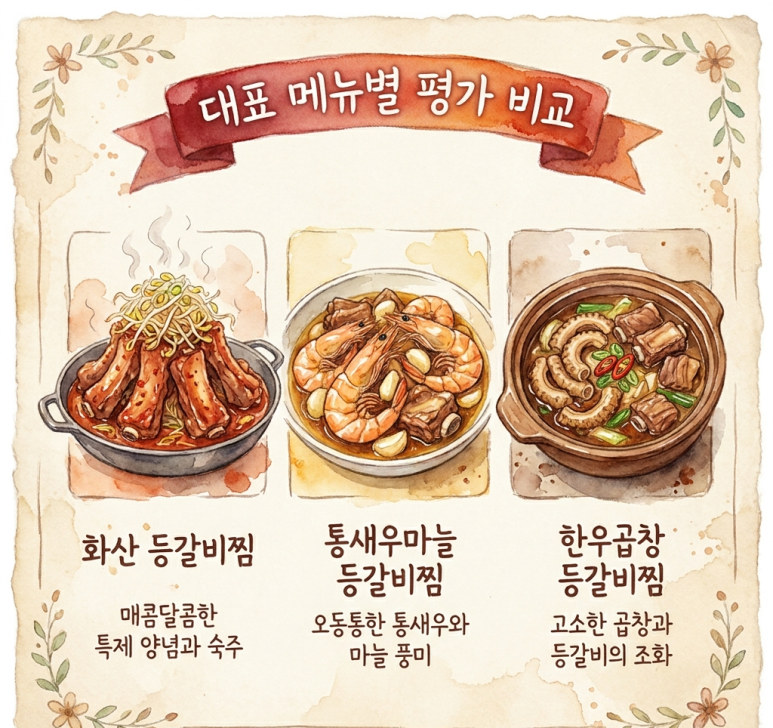 대표 메뉴별 평가 비교
화산 등갈비찜
매콤달콤한
특제 양념과 숙주
통새우마늘
등갈비찜
오동통한 통새우와
마늘 풍미
한우곱창
등갈비찜
고소한 곱창과
등갈비의 조화